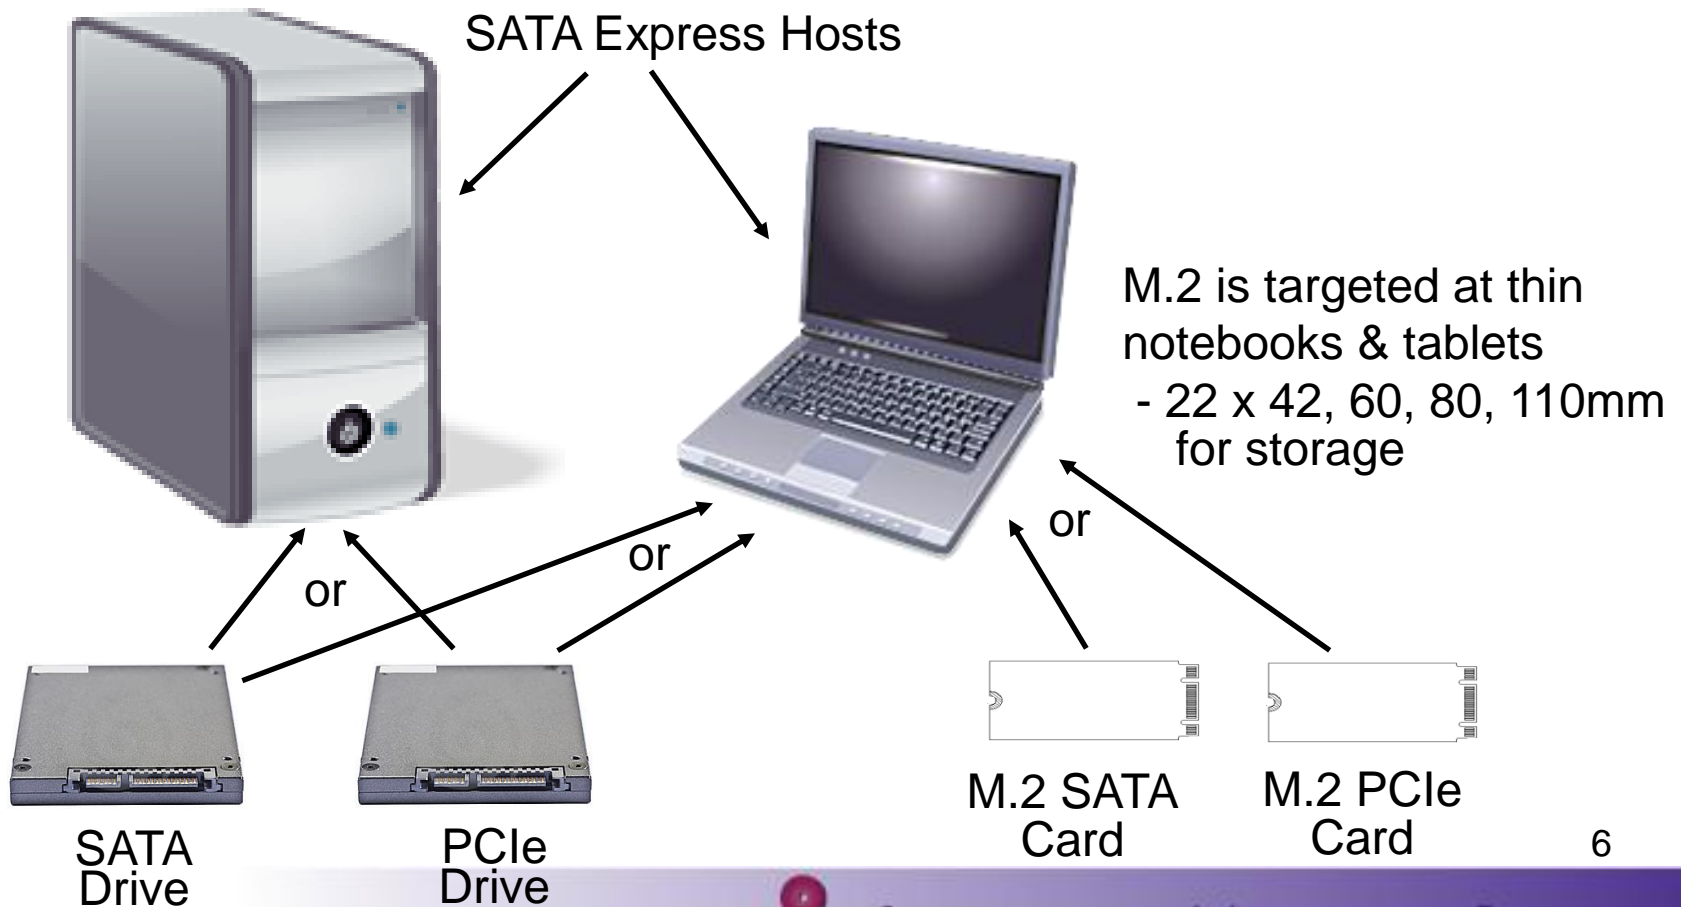 SATA Express Hosts
M.2 is targeted at thin
notebooks & tablets
- 22 x 42, 60, 80, 110mm
for storage
or
or
or
SATA
Drive
PCIe
Drive
M.2 SATA
Card
M.2 PCIe
Card
6